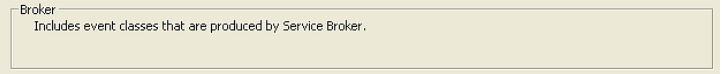 Broker
Includes event classes that are produced by Service Broker.